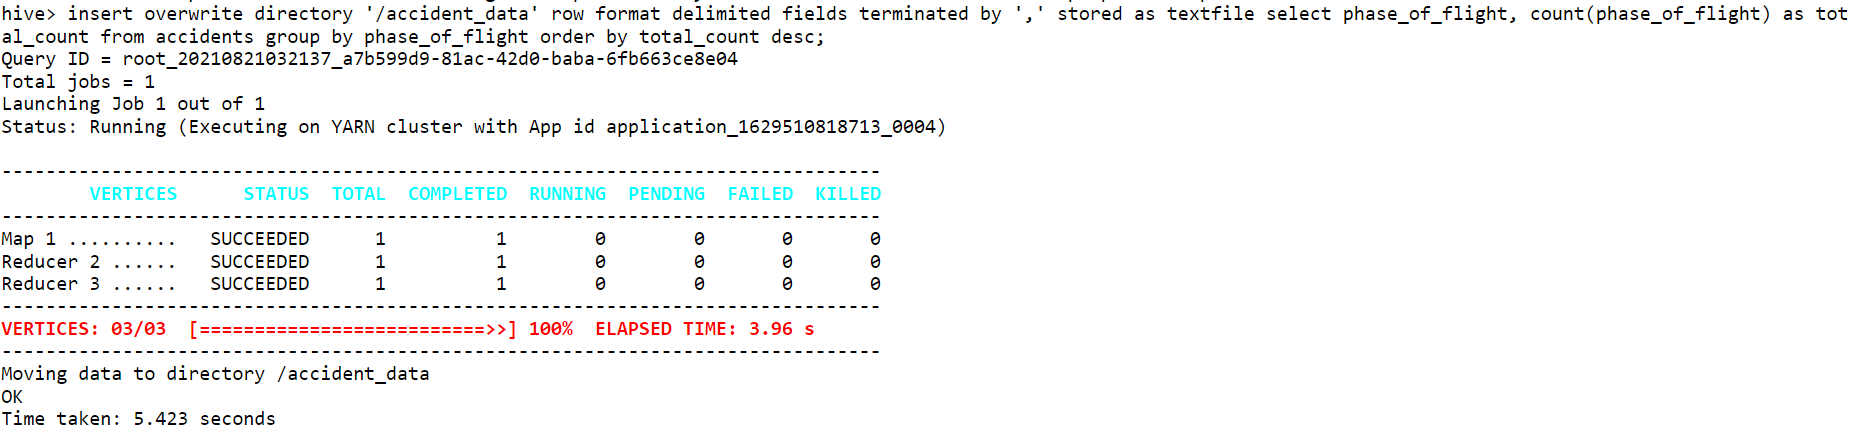 hive> insert overwrite directory '/accident_data' row format delimited fields terminated by ',' stored as textfile select phase_of_flight, count(phase_of_flight) as tot
al_count from accidents group by phase_of_flight order by total_count desc;
Query ID = root_20210821032137_a7b599d9-81ac-42d0-baba-6fb663ce8e04
Total jobs = 1
Launching Job 1 out of 1
Status: Running (Executing on YARN cluster with App id application_1629510818713_0004)
--------------------------------------------------------------------------------
        VERTICES      STATUS  TOTAL  COMPLETED  RUNNING  PENDING  FAILED  KILLED
--------------------------------------------------------------------------------
Map 1 ..........   SUCCEEDED      1          1        0        0       0       0
Reducer 2 ......   SUCCEEDED      1          1        0        0       0       0
Reducer 3 ......   SUCCEEDED      1          1        0        0       0       0
--------------------------------------------------------------------------------
VERTICES: 03/03  [==========================>>] 100%  ELAPSED TIME: 3.96 s
--------------------------------------------------------------------------------
Moving data to directory /accident_data
OK
Time taken: 5.423 seconds